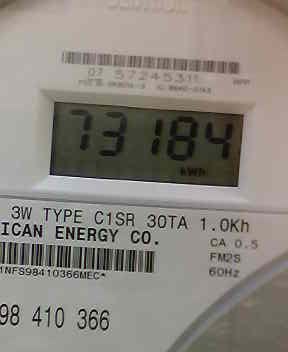 07 57245311
73184
kWh
3W TYPE C1SR 30TA 1.0Kh
ICAN ENERGY CO.
CA 0.5
FM2S
60Hz
1NFS98410366MEC*
98 410 366